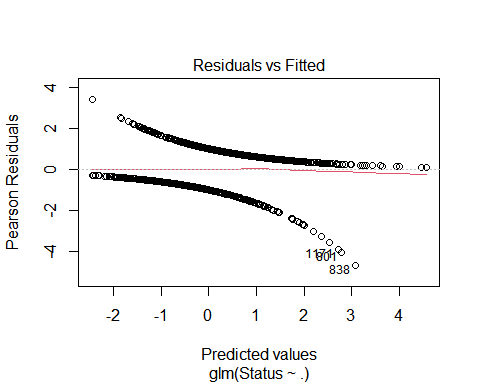 Residuals vs Fitted
Pearson Residuals
4
2
0
-2
-4
1171
601
838
-2 -1 0 1 2 3 4
Predicted values
glm(Status ~ .)